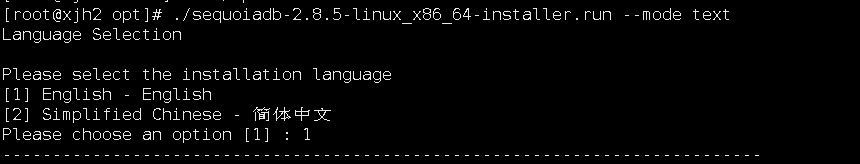 [root@xjh2 opt]# ./sequoiadb-2.8.5-linux_x86_64-installer.run --mode text
Language Selection
Please select the installation language
[1] English - English
[2] Simplified Chinese - 简体中文
Please choose an option [1] : 1
----------------------------------------------------------------------------